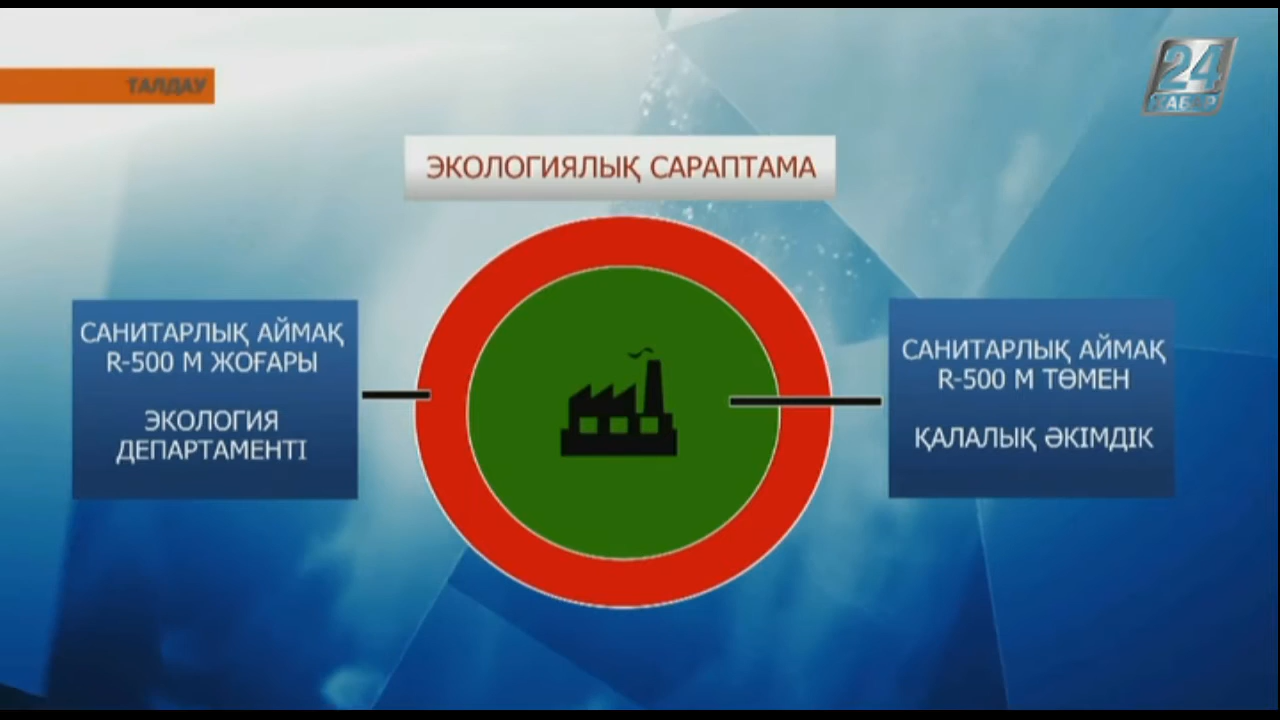 ТАЛДАУ
24
ХАБАР
ЭКОЛОГИЯЛЫҚ САРАПТАМА
САНИТАРЛЫҚ АЙМАҚ
R-500 М ЖОҒАРЫ
ЭКОЛОГИЯ
ДЕПАРТАМЕНТІ
САНИТАРЛЫҚ АЙМАҚ
R-500 М ТӨМЕН
ҚАЛАЛЫҚ ӘКІМДІК